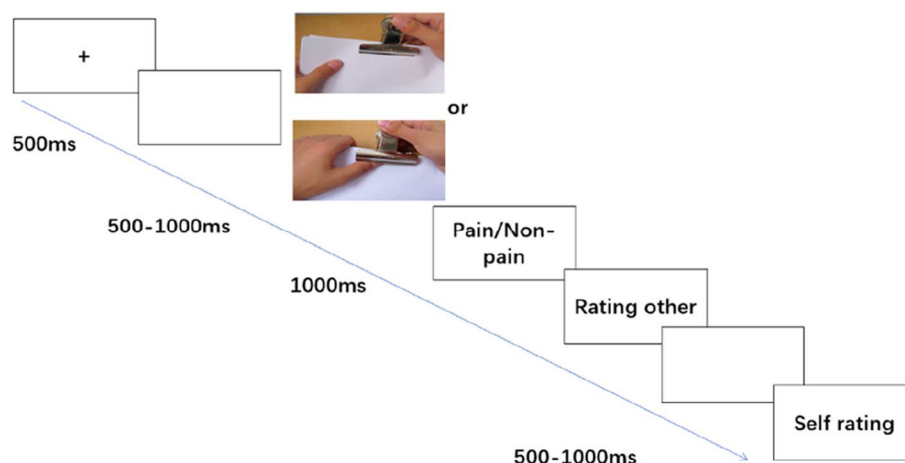 +
or
500ms
500-1000ms
Pain/Non-
pain
1000ms
Rating other
Self rating
500-1000ms